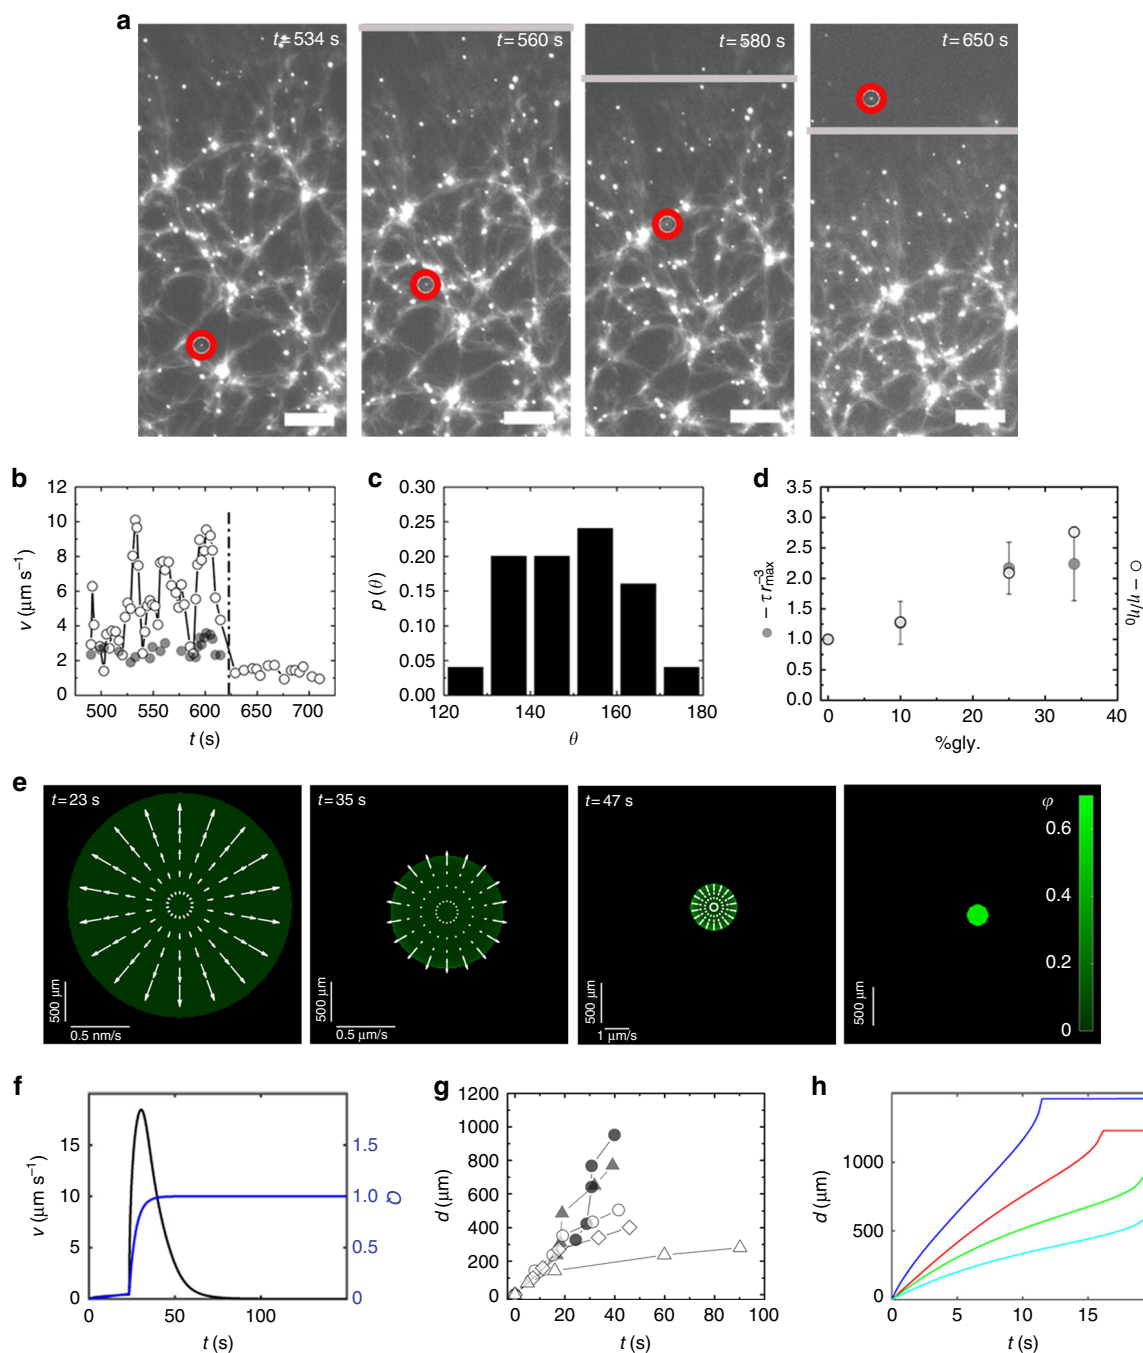 a
t = 534 s
t = 560 s
t = 580 s
t = 650 s
b
12
10
8
6
4
2
0
v (μm s⁻¹)
500 550 600 650 700
t (s)
c
0.30
0.25
0.20
0.15
0.10
0.05
0.00
p (θ)
120 140 160 180
θ
d
3.5
3.0
2.5
2.0
1.5
1.0
0.5
0.0
● – τ r⁻³max
○ – η/η0
0 10 20 30 40
%gly.
e
t = 23 s
500 μm
0.5 nm/s
t = 35 s
500 μm
0.5 μm/s
t = 47 s
500 μm
1 μm/s
500 μm
φ
0.6
0.4
0.2
0
f
15
10
5
0
v (μm s⁻¹)
1.5
1.0
0.5
0
Q
0 50 100
t (s)
g
1200
1000
800
600
400
200
0
d (μm)
0 20 40 60 80 100
t (s)
h
1000
500
0
d (μm)
0 5 10 15
t (s)